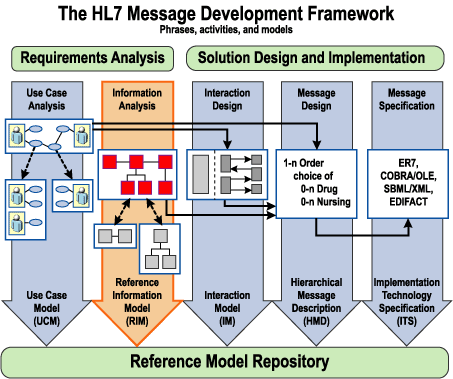 The HL7 Message Development Framework
Phrases, activities, and models
Requirements Analysis
Solution Design and Implementation
Use Case
Analysis
Information
Analysis
Interaction
Design
Message
Design
Message
Specification
1-n Order
choice of
0-n Drug
0-n Nursing
ER7,
COBRA/OLE,
SBML/XML,
EDIFACT
Use Case
Model
(UCM)
Reference
Information
Model
(RIM)
Interaction
Model
(IM)
Hierarchical
Message
Description
(HMD)
Implementation
Technology
Specification
(ITS)
Reference Model Repository